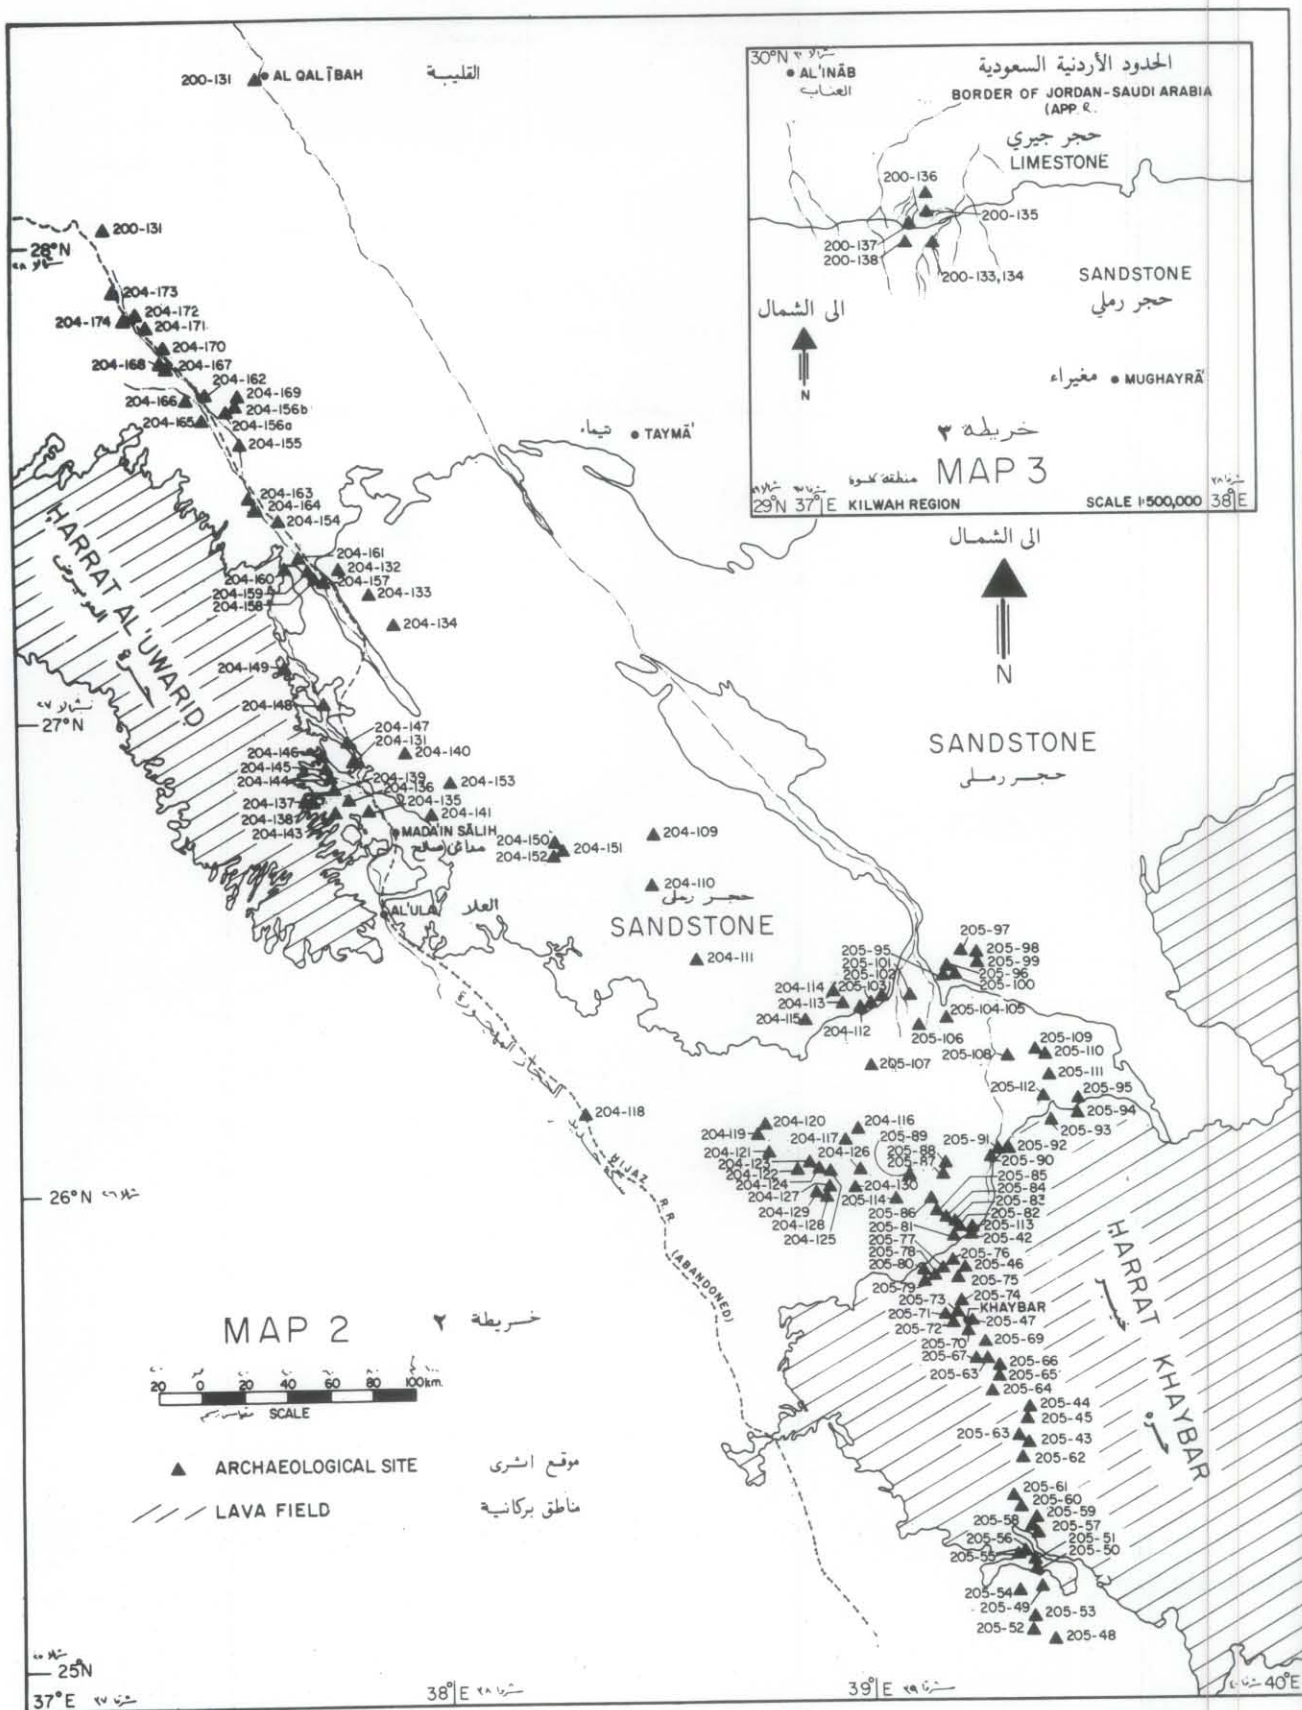 200-131
AL QALĪBAH
القليبة
30°N
AL'INĀB
العناب
الحدود الأردنية السعودية
BORDER OF JORDAN-SAUDI ARABIA
(APP. R.
حجر جيري
LIMESTONE
200-136
200-135
200-137
200-138
200-133,134
SANDSTONE
حجر رملي
الى الشمال
N
مغيراء
MUGHAYRĀ'
خريطة ٣
MAP 3
29°N 37°E KILWAH REGION
SCALE 1:500,000 38°E
200-131
28°N
204-173
204-172
204-174
204-171
204-170
204-168
204-167
204-162
204-169
204-166
204-156b
204-165
204-156a
204-155
تيماء
TAYMĀ'
204-163
204-164
204-154
204-161
204-160
204-132
204-159
204-157
204-158
204-133
204-134
HARRAT AL'UWARID
الى الشمال
N
204-149
204-148
27°N
204-147
204-131
204-146
204-140
204-145
204-144
204-139
204-136
204-153
204-137
204-135
204-138
204-141
204-143
MADA'IN SĀLIH
مدائن صالح
SANDSTONE
حجر رملي
204-150
204-151
204-152
204-109
204-110
حجر رملي
SANDSTONE
AL'ULA
العلا
204-111
205-97
205-95
205-98
205-101
205-99
205-102
205-96
204-114
205-103
205-100
204-113
204-115
204-112
205-104-105
205-106
205-109
205-108
205-110
205-107
205-111
205-112
205-95
205-94
205-93
204-118
204-120
204-116
204-119
204-117
205-89
205-91
205-92
204-121
204-126
205-88
205-90
204-123
205-87
204-122
205-85
204-124
204-130
205-84
204-127
205-114
205-83
204-129
205-86
205-82
204-128
205-81
205-113
204-125
205-77
205-42
26°N
HIJAZ R.R. (ABANDONED)
205-78
205-76
205-80
205-46
205-79
205-75
205-73
205-74
205-71
KHAYBAR
205-72
205-47
205-70
205-69
205-67
205-66
205-63
205-65
205-64
205-44
205-45
205-63
205-43
205-62
205-61
205-60
205-59
205-58
205-57
205-56
205-51
205-55
205-50
205-54
205-49
205-53
205-52
205-48
HARRAT KHAYBAR
حرة خيبر
MAP 2
خريطة ٢
20 0 20 40 60 80 100km.
SCALE
ARCHAEOLOGICAL SITE
موقع اثرى
LAVA FIELD
مناطق بركانية
25°N
37°E
38°E
39°E
40°E